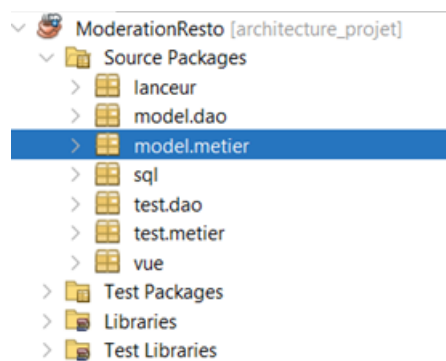 ModerationResto [architecture_projet]
Source Packages
lanceur
model.dao
model.metier
sql
test.dao
test.metier
vue
Test Packages
Libraries
Test Libraries